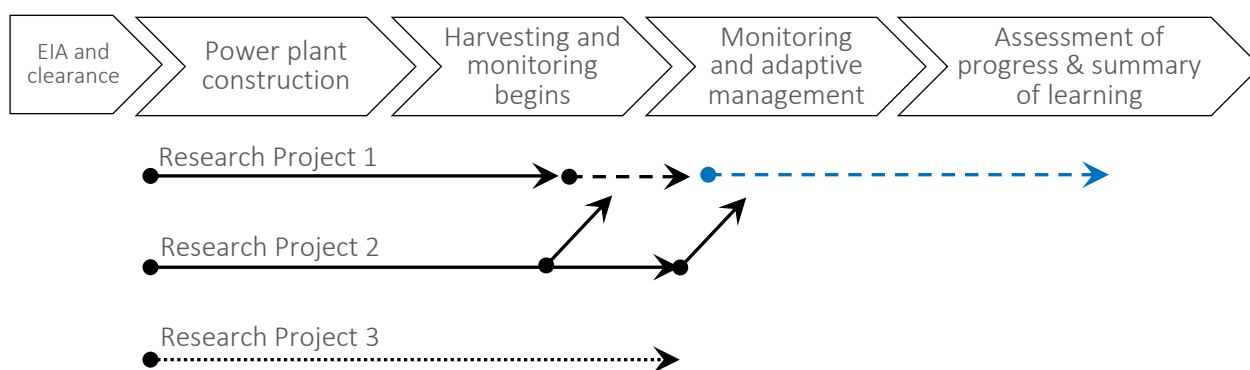 EIA and
clearance
Power plant
construction
Harvesting and
monitoring
begins
Monitoring
and adaptive
management
Assessment of
progress & summary
of learning
Research Project 1
Research Project 2
Research Project 3